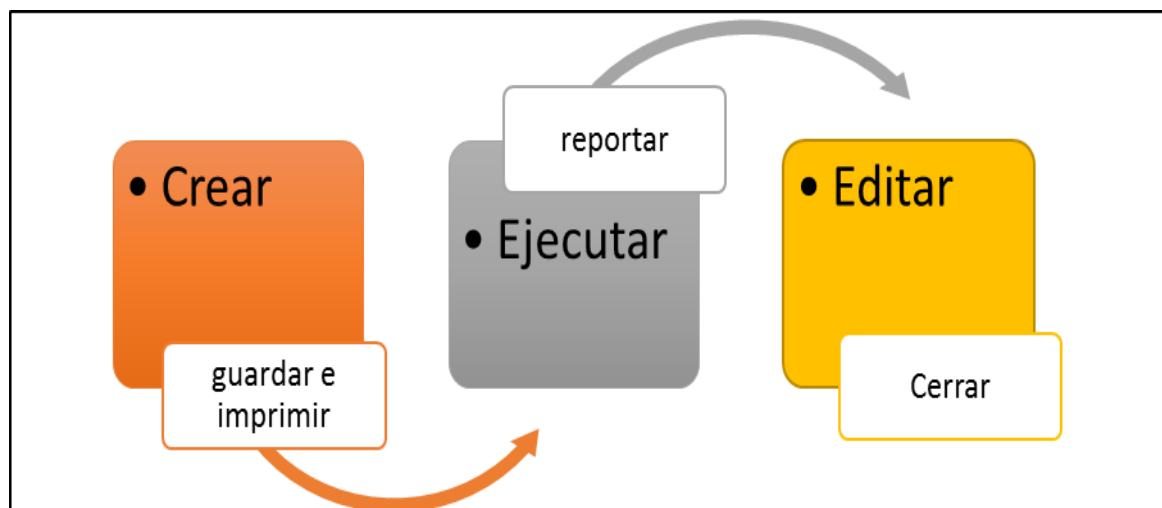 • Crear
guardar e
imprimir
reportar
• Ejecutar
• Editar
Cerrar